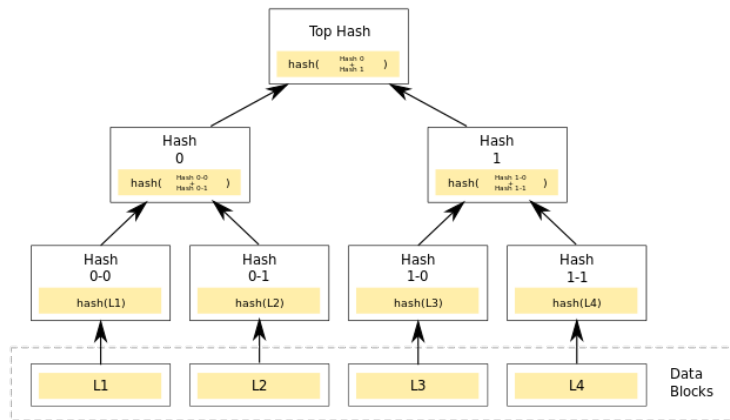 Top Hash
hash( Hash 0
+
Hash 1 )
Hash
0
hash( Hash 0-0
+
Hash 0-1 )
Hash
1
hash( Hash 1-0
+
Hash 1-1 )
Hash
0-0
hash(L1)
Hash
0-1
hash(L2)
Hash
1-0
hash(L3)
Hash
1-1
hash(L4)
L1
L2
L3
L4
Data
Blocks